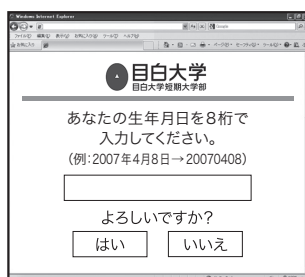 Windows Internet Explorer
目白大学
目白大学短期大学部
あなたの生年月日を8桁で
入力してください。
(例:2007年4月8日→20070408)
よろしいですか?
はい
いいえ